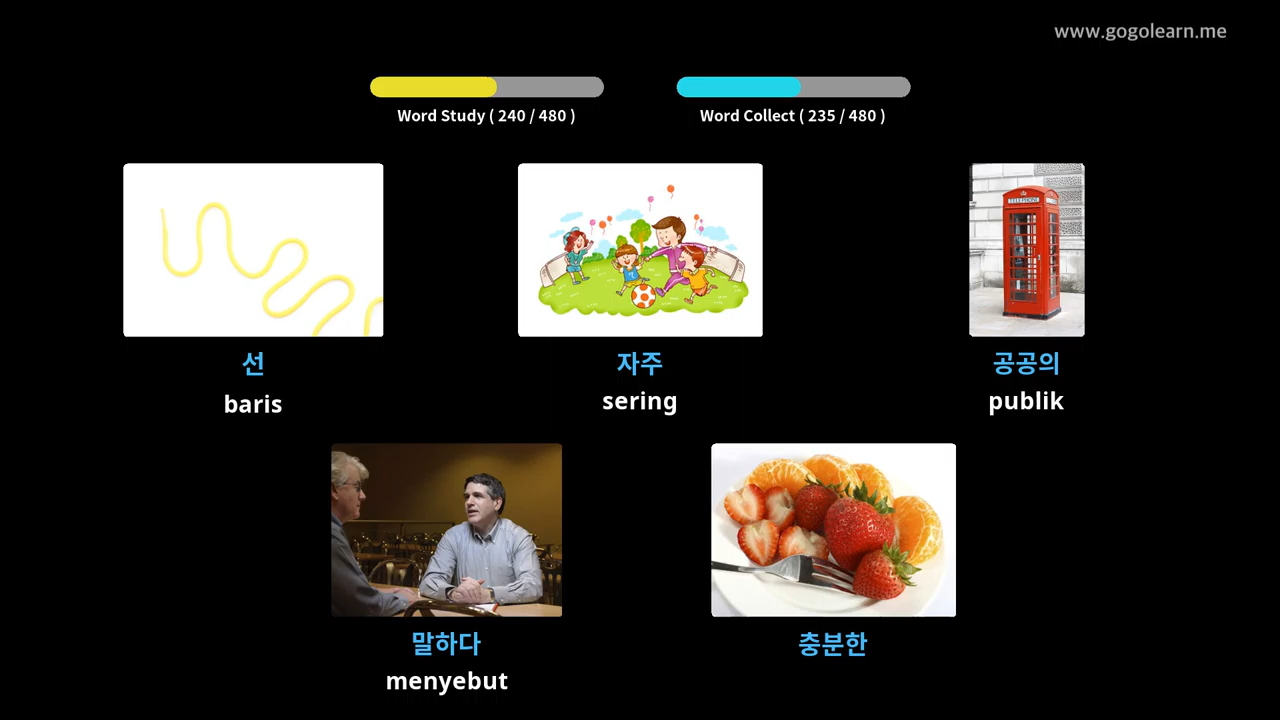 www.gogolearn.me
Word Study ( 240 / 480 )
Word Collect ( 235 / 480 )
TELEPHONE
선
자주
공공의
baris
sering
publik
말하다
충분한
menyebut